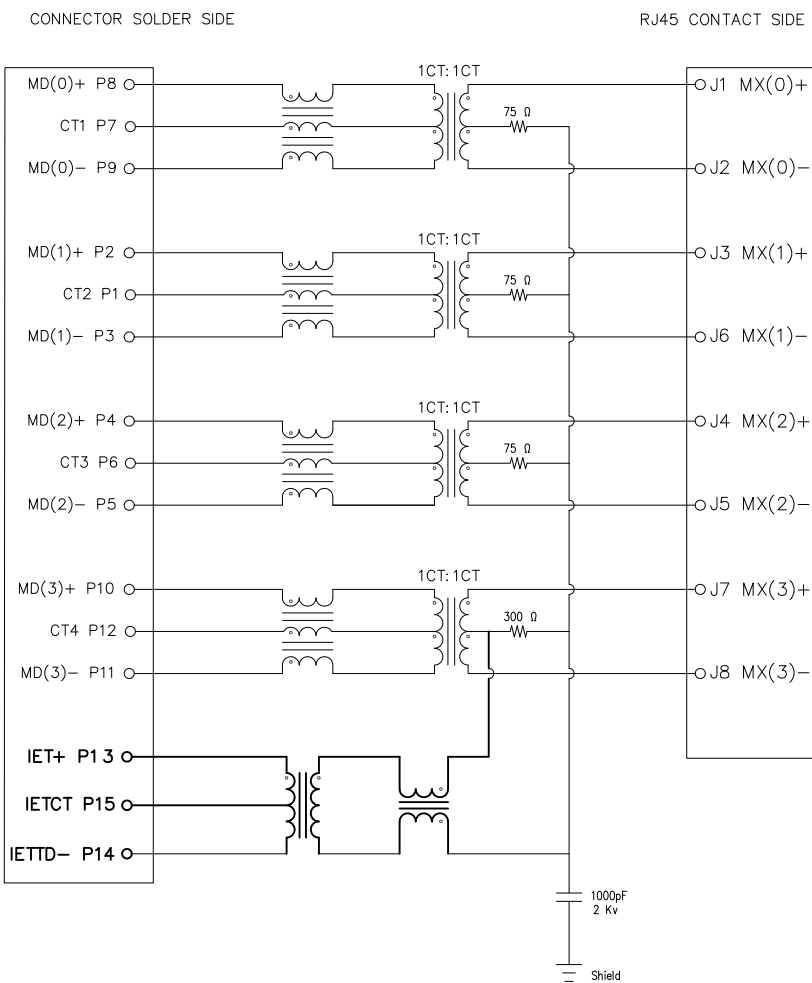 CONNECTOR SOLDER SIDE
RJ45 CONTACT SIDE
1CT:1CT
MD(0)+ P8
J1 MX(0)+
75 Ω
CT1 P7
MD(0)- P9
J2 MX(0)-
1CT:1CT
MD(1)+ P2
J3 MX(1)+
75 Ω
CT2 P1
MD(1)- P3
J6 MX(1)-
1CT:1CT
MD(2)+ P4
J4 MX(2)+
75 Ω
CT3 P6
MD(2)- P5
J5 MX(2)-
1CT:1CT
MD(3)+ P10
J7 MX(3)+
300 Ω
CT4 P12
MD(3)- P11
J8 MX(3)-
IET+ P13
IETCT P15
IETTD- P14
1000pF
2 Kv
Shield